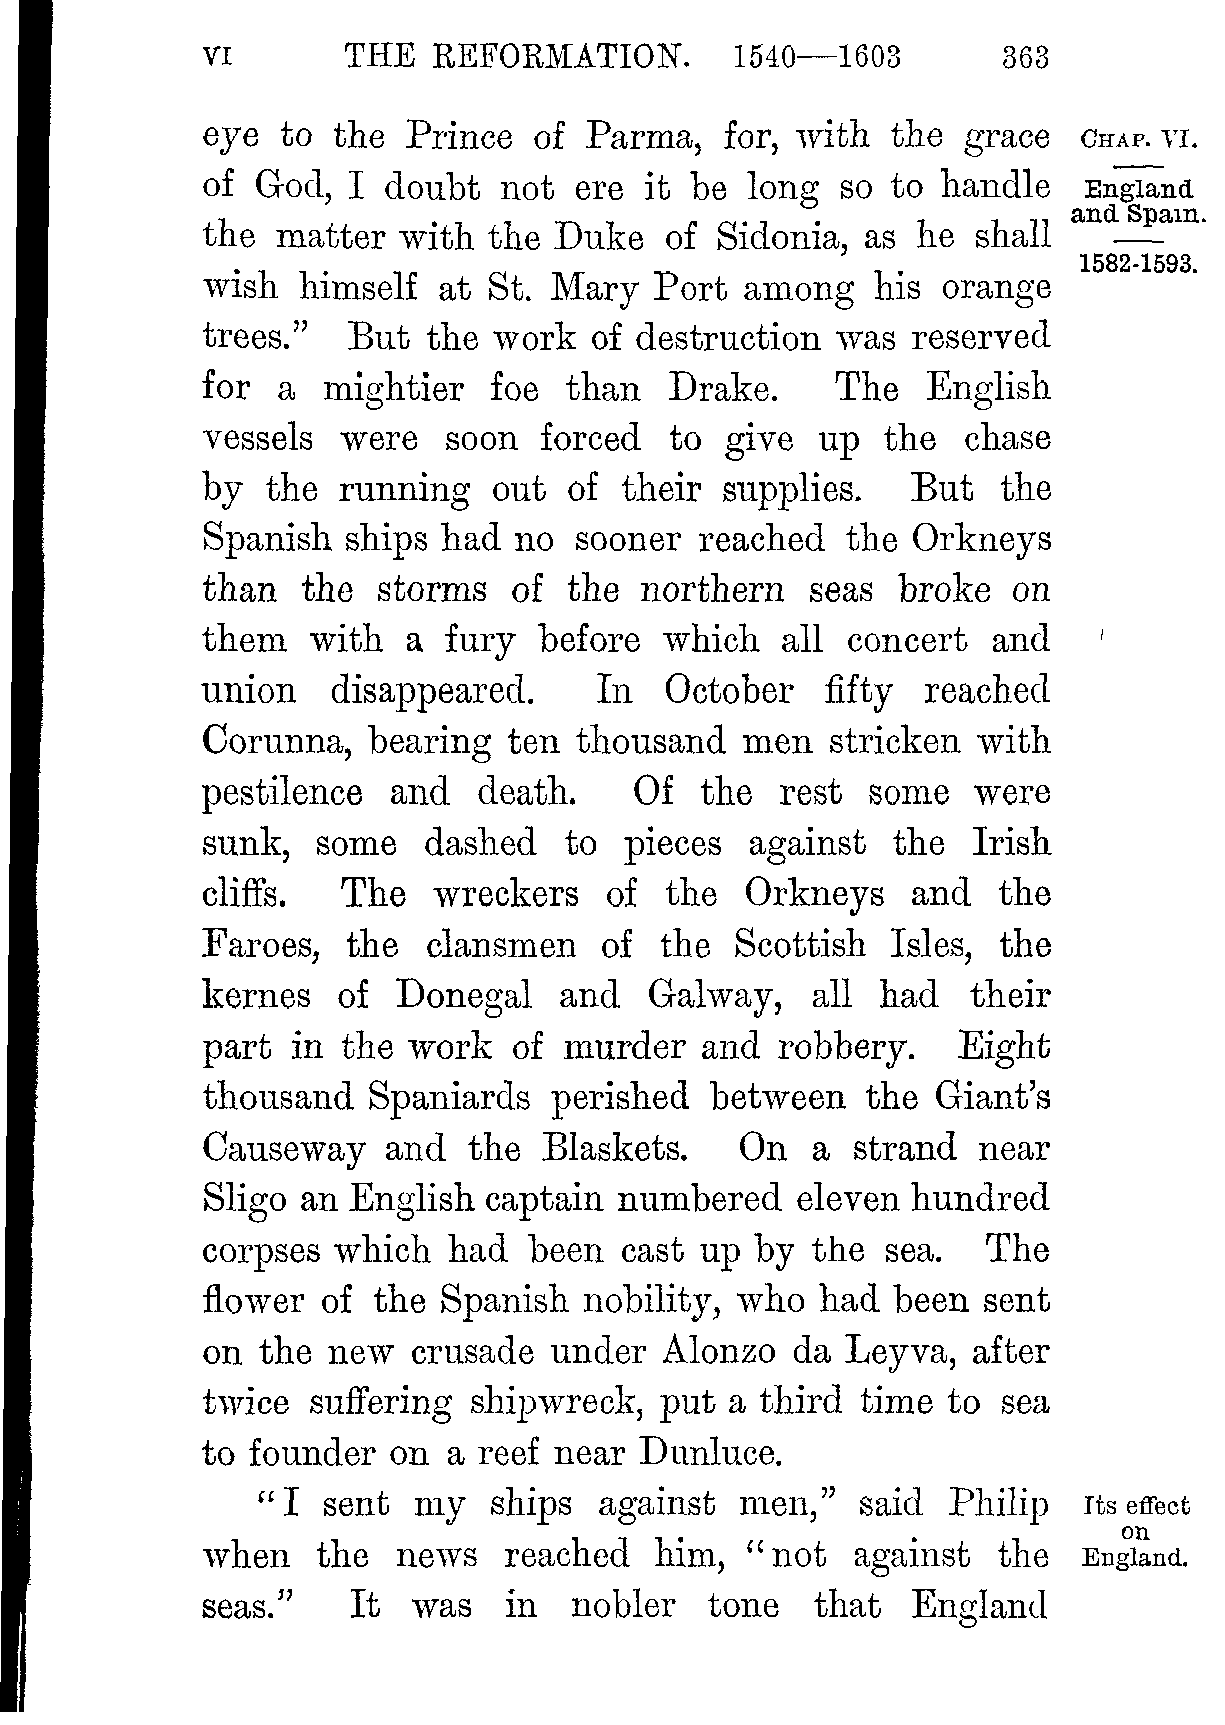 VI THE REFORMATION. 1540—1603 363
eye to the Prince of Parma, for, with the grace
of God, I doubt not ere it be long so to handle
the matter with the Duke of Sidonia, as he shall
wish himself at St. Mary Port among his orange
trees.” But the work of destruction was reserved
for a mightier foe than Drake. The English
vessels were soon forced to give up the chase
by the running out of their supplies. But the
Spanish ships had no sooner reached the Orkneys
than the storms of the northern seas broke on
them with a fury before which all concert and
union disappeared. In October fifty reached
Corunna, bearing ten thousand men stricken with
pestilence and death. Of the rest some were
sunk, some dashed to pieces against the Irish
cliffs. The wreckers of the Orkneys and the
Faroes, the clansmen of the Scottish Isles, the
kernes of Donegal and Galway, all had their
part in the work of murder and robbery. Eight
thousand Spaniards perished between the Giant’s
Causeway and the Blaskets. On a strand near
Sligo an English captain numbered eleven hundred
corpses which had been cast up by the sea. The
flower of the Spanish nobility, who had been sent
on the new crusade under Alonzo da Leyva, after
twice suffering shipwreck, put a third time to sea
to founder on a reef near Dunluce.
“I sent my ships against men,” said Philip
when the news reached him, “not against the
seas.” It was in nobler tone that England
CHAP. VI.
England
and Spain.
1582-1593.
Its effect
on
England.